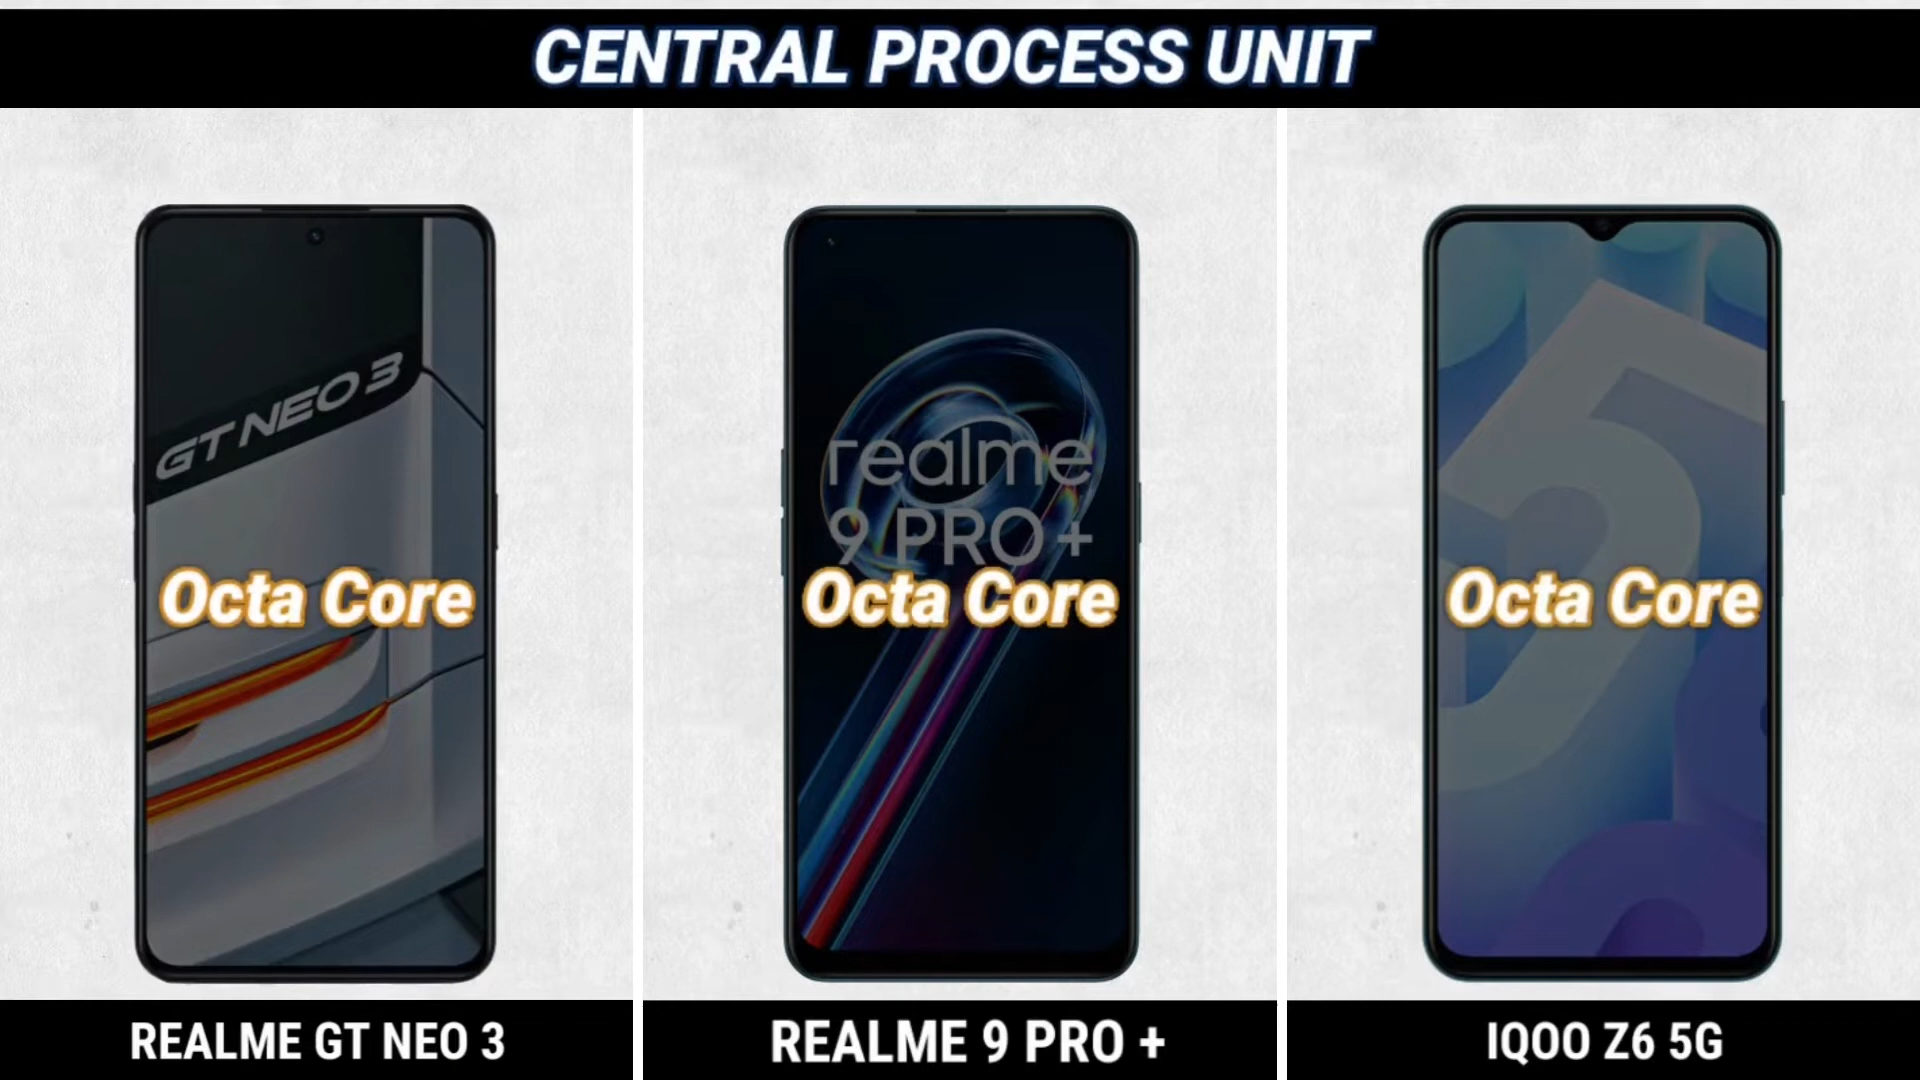 CENTRAL PROCESS UNIT
GT NEO 3
Octa Core
REALME GT NEO 3
realme
9 PRO+
Octa Core
REALME 9 PRO +
Octa Core
IQOO Z6 5G